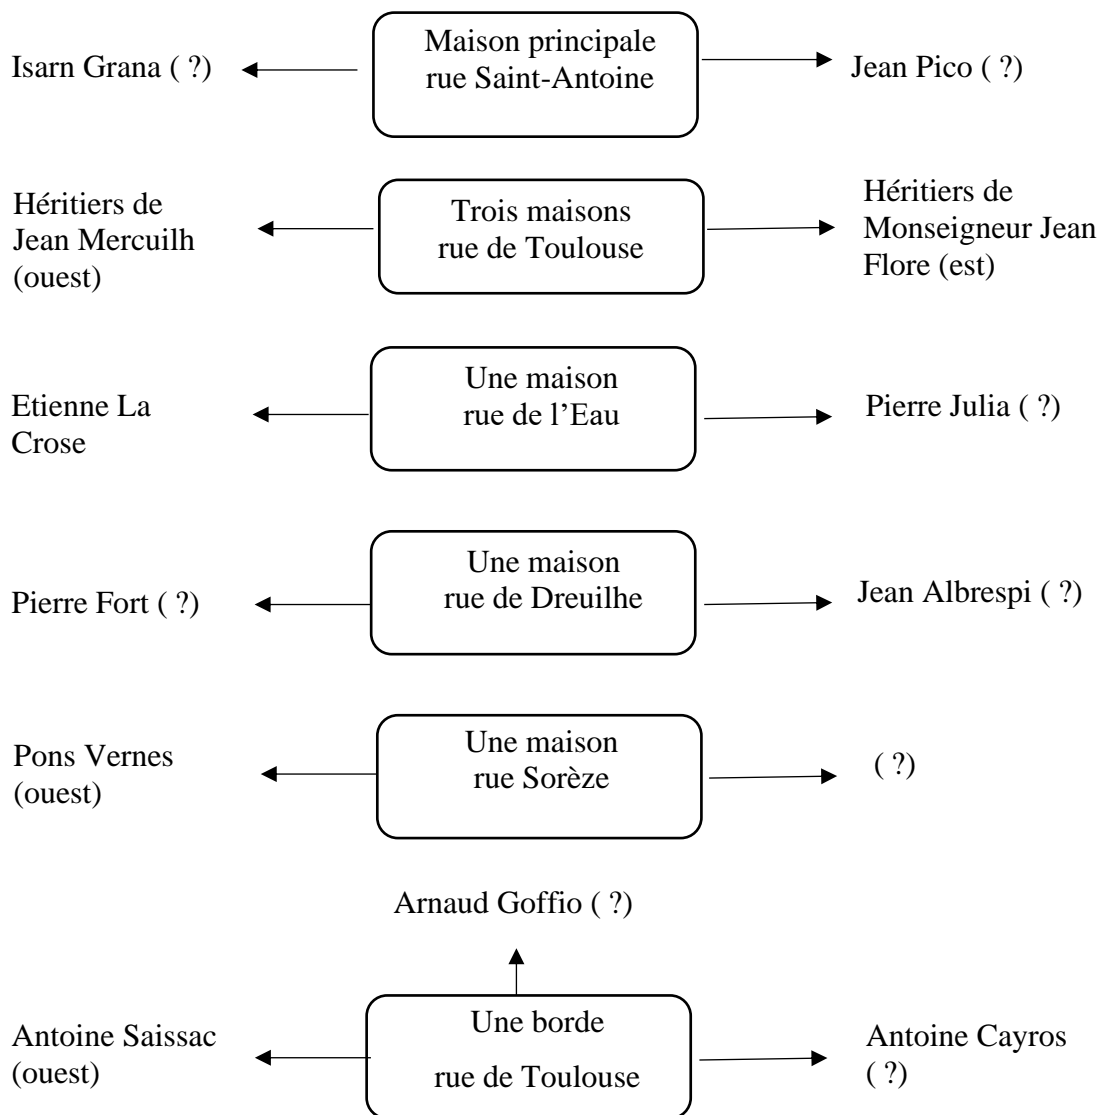 Isarn Grana ( ?)
Maison principale
rue Saint-Antoine
Jean Pico ( ?)
Héritiers de
Jean Mercuilh
(ouest)
Trois maisons
rue de Toulouse
Héritiers de
Monseigneur Jean
Flore (est)
Etienne La
Crose
Une maison
rue de l’Eau
Pierre Julia ( ?)
Pierre Fort ( ?)
Une maison
rue de Dreuilhe
Jean Albrespi ( ?)
Pons Vernes
(ouest)
Une maison
rue Sorèze
( ?)
Arnaud Goffio ( ?)
Antoine Saissac
(ouest)
Une borde
rue de Toulouse
Antoine Cayros
( ?)